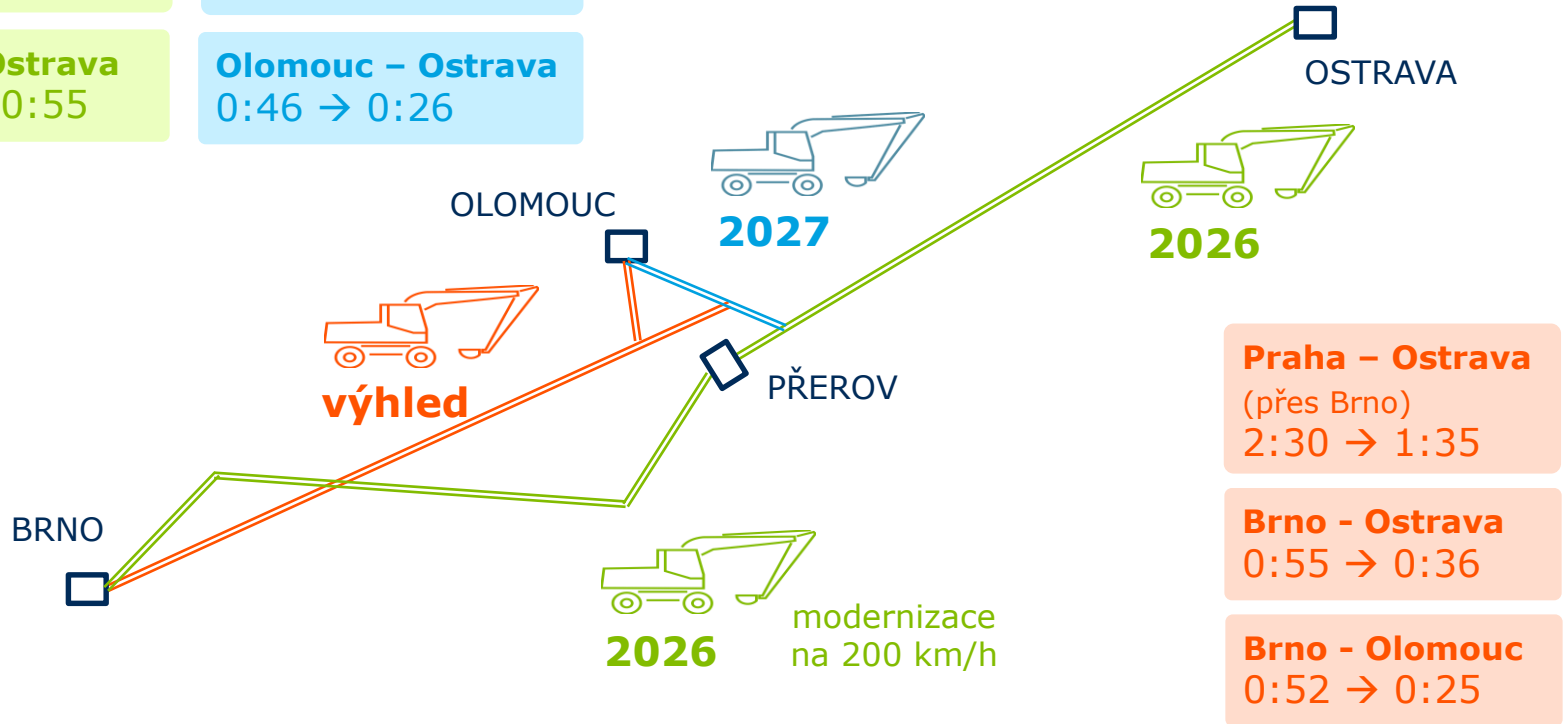 Ostrava
0:55
Olomouc – Ostrava
0:46 → 0:26
OSTRAVA
OLOMOUC
2027
2026
výhled
PŘEROV
Praha – Ostrava
(přes Brno)
2:30 → 1:35
BRNO
Brno - Ostrava
0:55 → 0:36
2026
modernizace
na 200 km/h
Brno - Olomouc
0:52 → 0:25